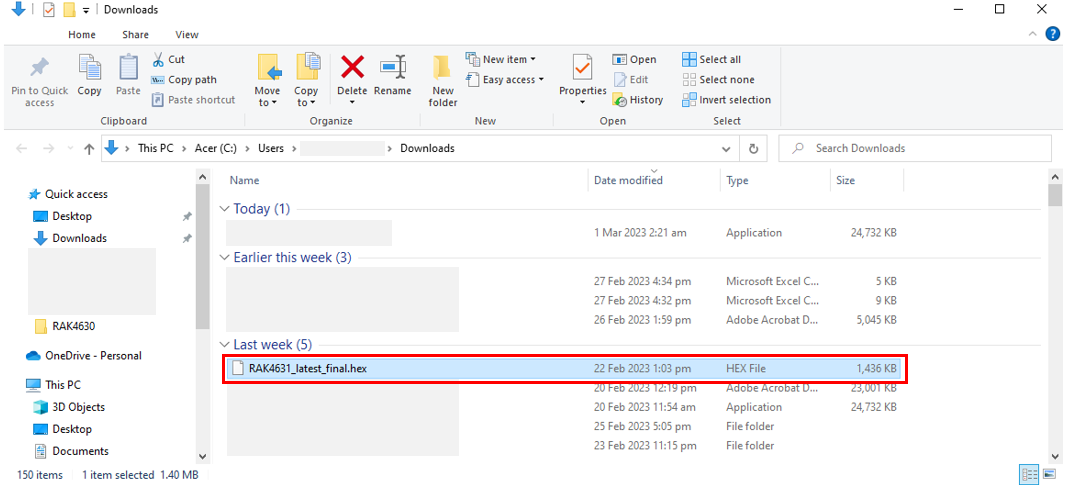 Downloads
Home Share View
Pin to Quick access
Copy
Paste
Cut
Copy path
Paste shortcut
Clipboard
Move to
Copy to
Delete
Rename
Organize
New folder
New item
Easy access
New
Properties
Open
Edit
History
Open
Select all
Select none
Invert selection
Select
This PC > Acer (C:) > Users > > Downloads
Search Downloads
Quick access
Desktop
Downloads
RAK4630
OneDrive - Personal
This PC
3D Objects
Desktop
Documents
Name Date modified Type Size
Today (1)
1 Mar 2023 2:21 am Application 24,732 KB
Earlier this week (3)
27 Feb 2023 4:34 pm Microsoft Excel C... 5 KB
27 Feb 2023 4:32 pm Microsoft Excel C... 9 KB
26 Feb 2023 1:59 pm Adobe Acrobat D... 5,045 KB
Last week (5)
RAK4631_latest_final.hex 22 Feb 2023 1:03 pm HEX File 1,436 KB
20 Feb 2023 12:19 pm Adobe Acrobat D... 23,001 KB
20 Feb 2023 11:54 am Application 24,732 KB
25 Feb 2023 5:05 pm File folder
23 Feb 2023 11:15 pm File folder
150 items 1 item selected 1.40 MB